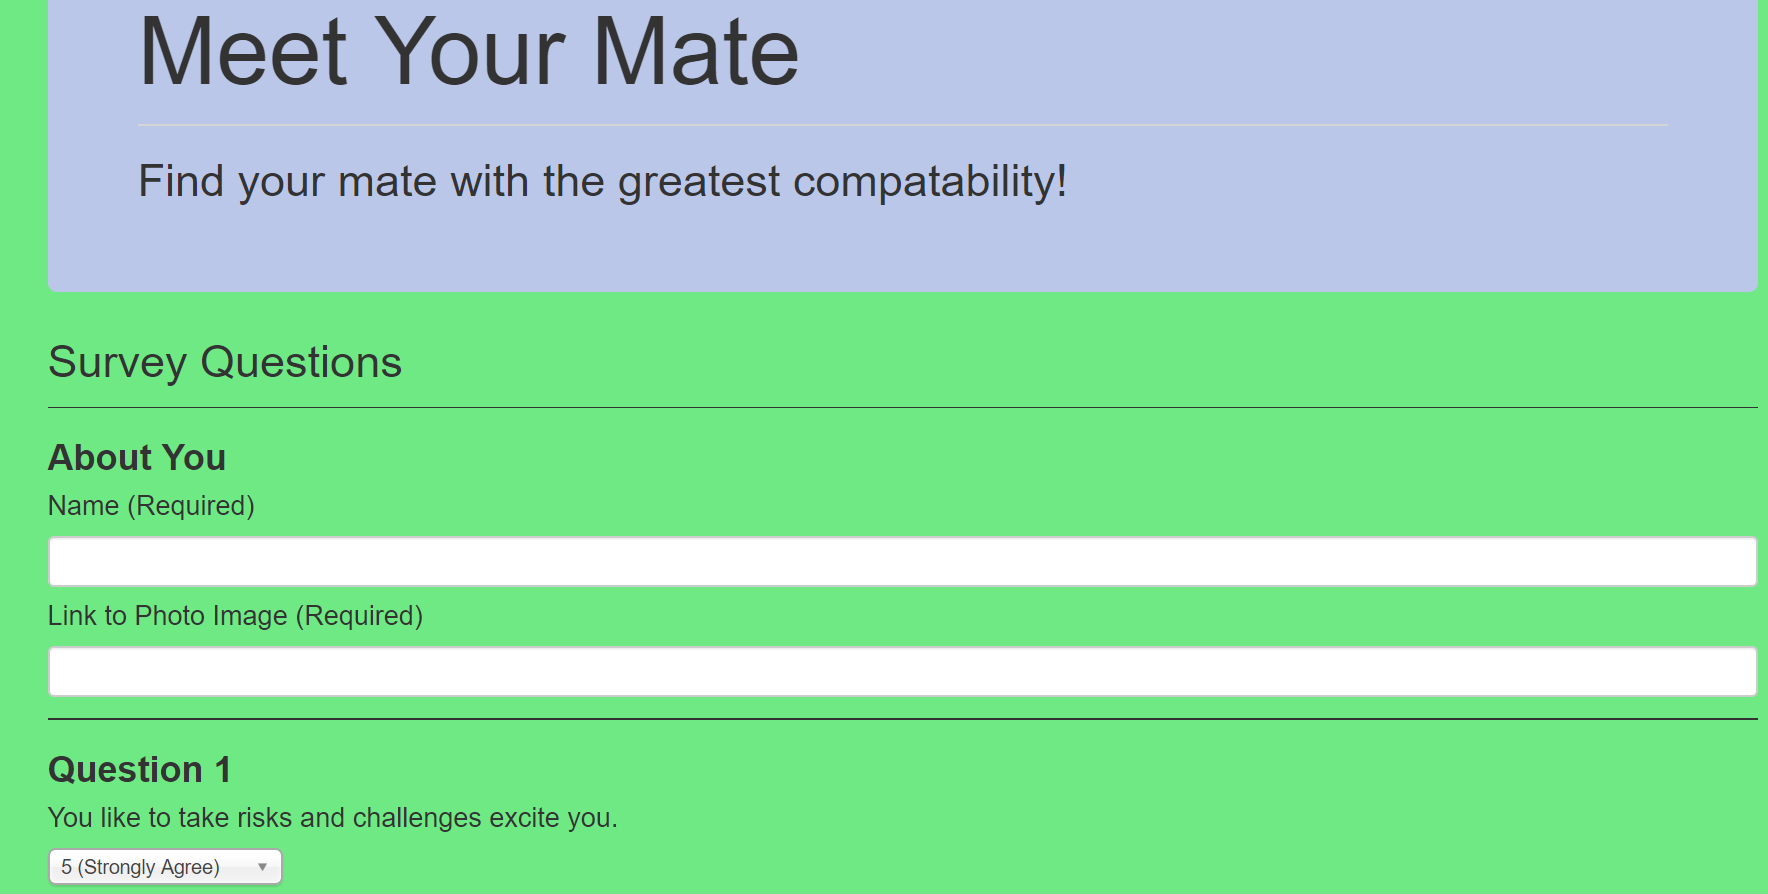 Meet Your Mate
Find your mate with the greatest compatability!
Survey Questions
About You
Name (Required)
Link to Photo Image (Required)
Question 1
You like to take risks and challenges excite you.
5 (Strongly Agree)